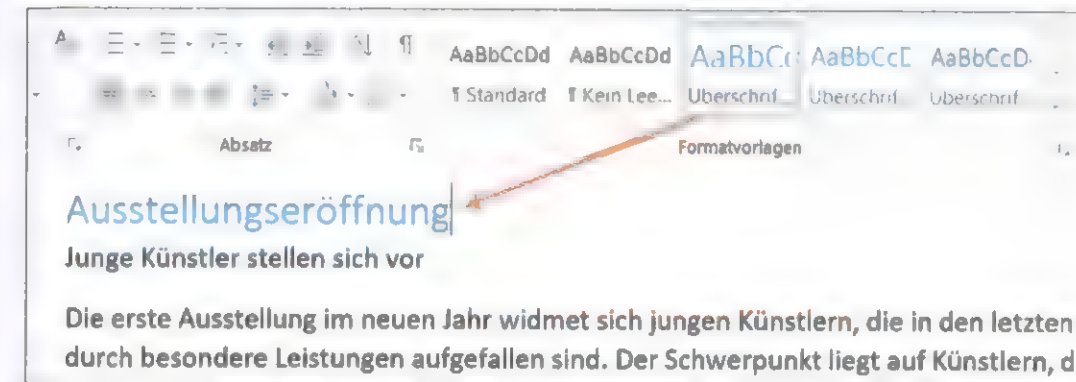 AaBbCcDd AaBbCcDd AaBbCc AaBbCcD AaBbCcD
¶ Standard ¶ Kein Lee... Überschrif... Überschrif... Überschrif...
Absatz Formatvorlagen
Ausstellungseröffnung
Junge Künstler stellen sich vor
Die erste Ausstellung im neuen Jahr widmet sich jungen Künstlern, die in den letzten
durch besondere Leistungen aufgefallen sind. Der Schwerpunkt liegt auf Künstlern, d